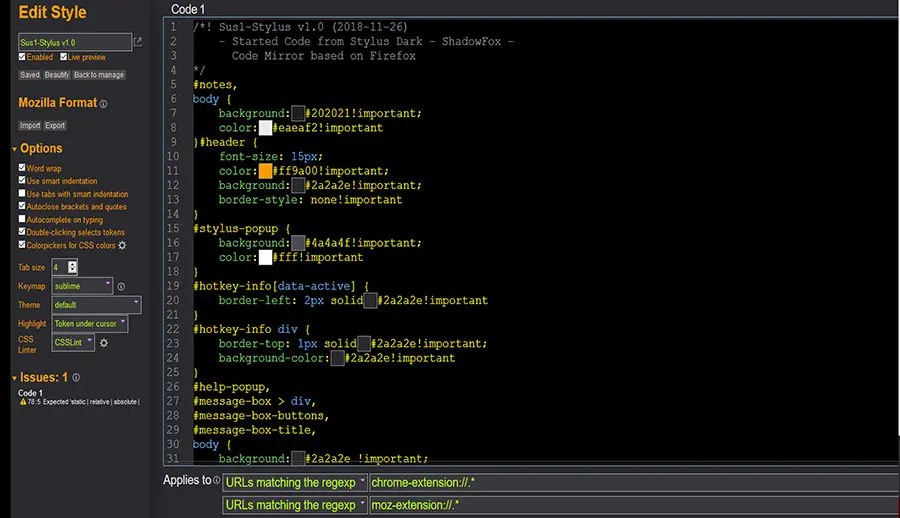 Edit Style
Sus1-Stylus v1.0
Enabled Live preview
Saved Beautify Back to manage
Mozilla Format
Import Export
Options
Word wrap
Use smart indentation
Use tabs with smart indentation
Autoclose brackets and quotes
Autocomplete on typing
Double-clicking selects tokens
Colorpickers for CSS colors
Tab size 4
Keymap sublime
Theme default
Highlight Token under cursor
CSS Linter CSSLint
Issues: 1
Code 1
78:5 Expected 'static | relative | absolute |
Code 1
1 /*! Sus1-Stylus v1.0 (2018-11-26)
2 - Started Code from Stylus Dark - ShadowFox -
3 Code Mirror based on Firefox
4 */
5 #notes,
6 body {
7 background: #202021!important;
8 color: #eaeaf2!important
9 }#header {
10 font-size: 15px;
11 color: #ff9a00!important;
12 background: #2a2a2e!important;
13 border-style: none!important
14 }
15 #stylus-popup {
16 background: #4a4a4f!important;
17 color: #fff!important
18 }
19 #hotkey-info[data-active] {
20 border-left: 2px solid #2a2a2e!important
21 }
22 #hotkey-info div {
23 border-top: 1px solid #2a2a2e!important;
24 background-color: #2a2a2e!important
25 }
26 #help-popup,
27 #message-box > div,
28 #message-box-buttons,
29 #message-box-title,
30 body {
31 background: #2a2a2e !important;
Applies to URLs matching the regexp chrome-extension://.*
URLs matching the regexp moz-extension://.*